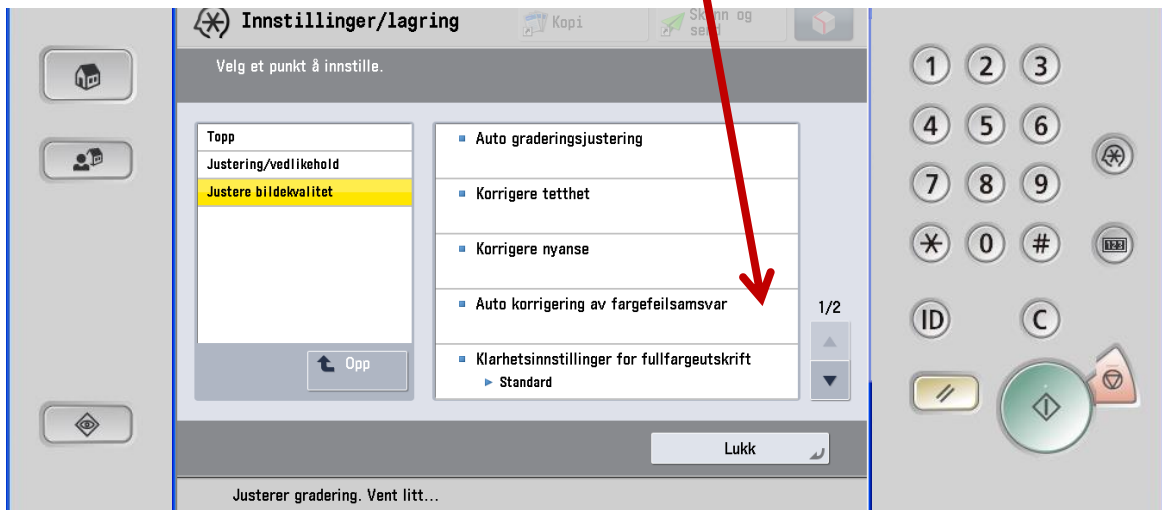 Innstillinger/lagring
Kopi
Skann og
send
Velg et punkt å innstille.
Topp
Justering/vedlikehold
Justere bildekvalitet
Opp
Auto graderingsjustering
Korrigere tetthet
Korrigere nyanse
Auto korrigering av fargefeilsamsvar
Klarhetsinnstillinger for fullfargeutskrift
Standard
1/2
Lukk
Justerer gradering. Vent litt...
1 2 3
4 5 6
7 8 9
* 0 #
123
ID C